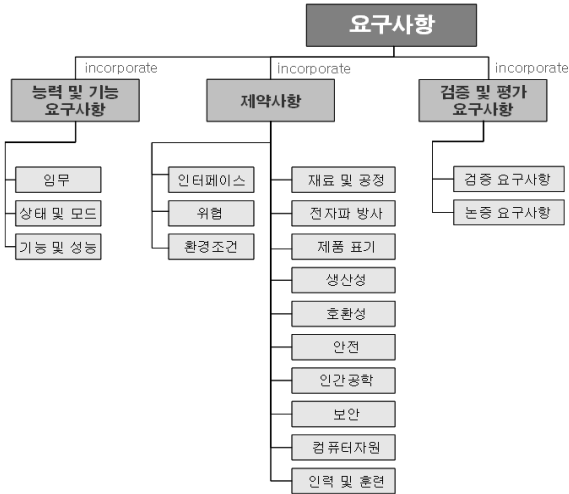 요구사항
incorporate
incorporate
incorporate
능력 및 기능
요구사항
제약사항
검증 및 평가
요구사항
임무
상태 및 모드
기능 및 성능
인터페이스
위협
환경조건
재료 및 공정
전자파 방사
제품 표기
생산성
호환성
안전
인간공학
보안
컴퓨터자원
인력 및 훈련
검증 요구사항
논증 요구사항